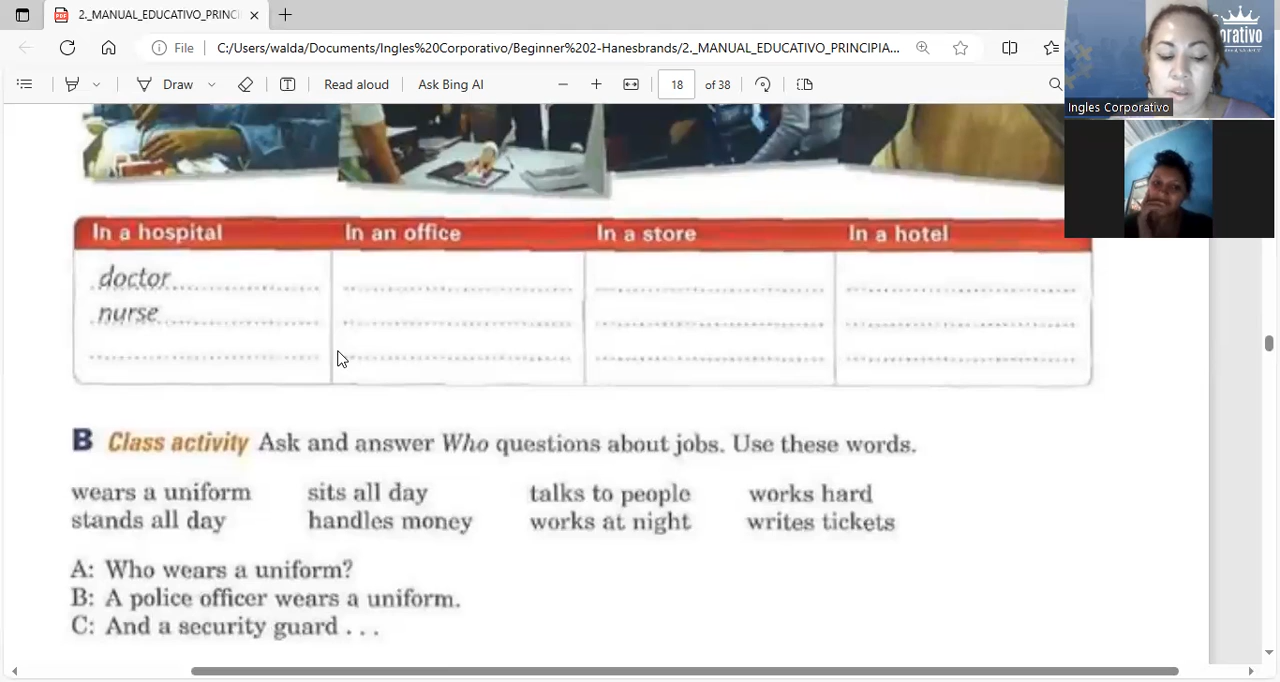 2._MANUAL_EDUCATIVO_PRINCI
File
C:/Users/walda/Documents/Ingles%20Corporativo/Beginner%202-Hanesbrands/2._MANUAL_EDUCATIVO_PRINCIPIA...
Draw
Read aloud
Ask Bing AI
18 of 38
Ingles Corporativo
In a hospital In an office In a store In a hotel
doctor
nurse
B Class activity Ask and answer Who questions about jobs. Use these words.
wears a uniform sits all day talks to people works hard
stands all day handles money works at night writes tickets
A: Who wears a uniform?
B: A police officer wears a uniform.
C: And a security guard . . .